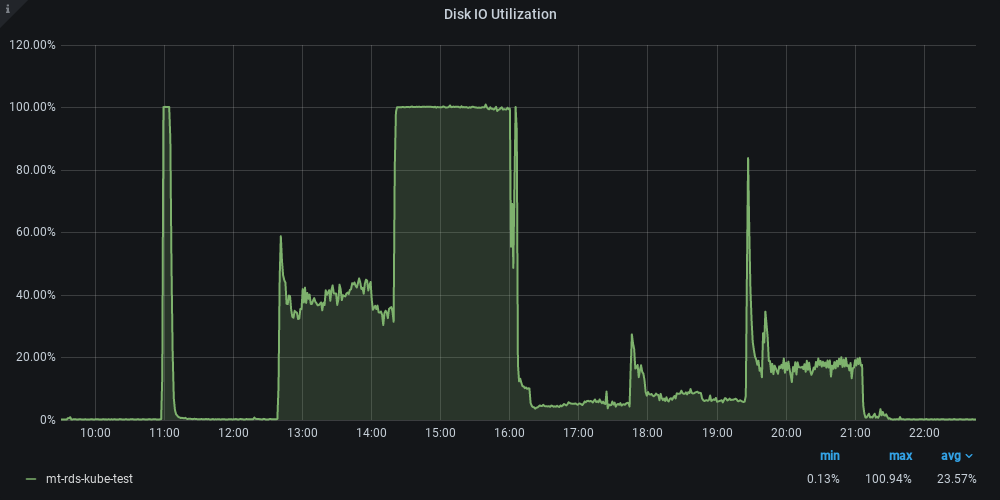 i
Disk IO Utilization
120.00%
100.00%
80.00%
60.00%
40.00%
20.00%
0%
10:00 11:00 12:00 13:00 14:00 15:00 16:00 17:00 18:00 19:00 20:00 21:00 22:00
min max avg
mt-rds-kube-test 0.13% 100.94% 23.57%